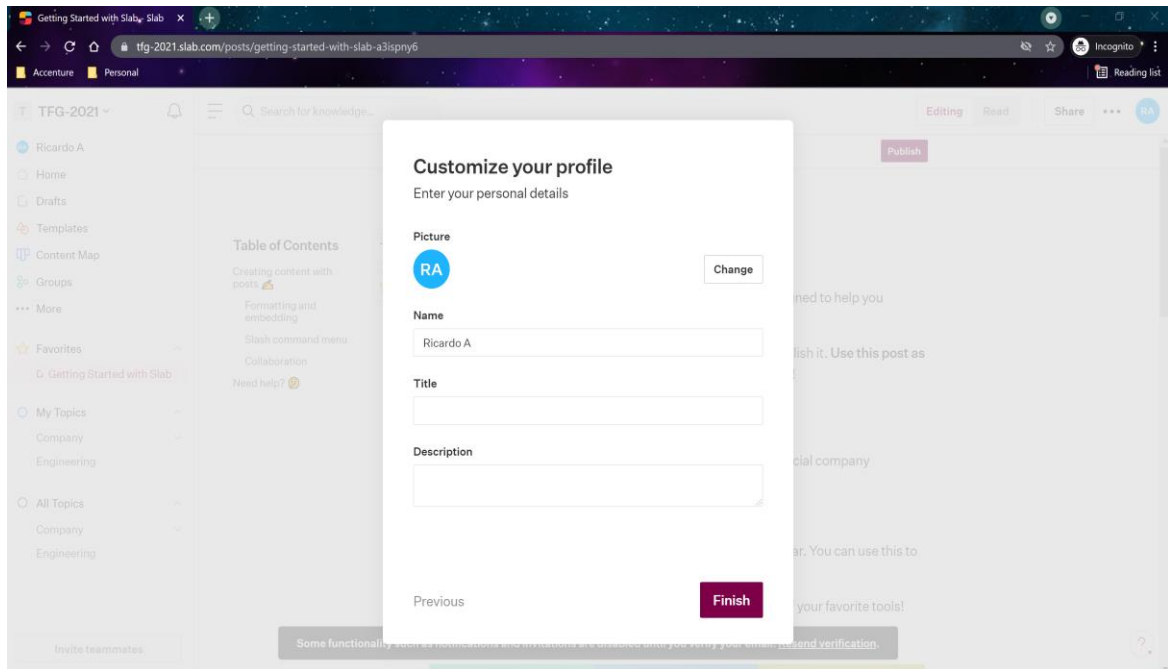 Getting Started with Slab - Slab
tfg-2021.slab.com/posts/getting-started-with-slab-a3ispny6
Incognito
Accenture
Personal
Reading list
T TFG-2021
Search for knowledge...
Editing
Read
Share
RA
Ricardo A
Home
Drafts
Templates
Content Map
Groups
More
Favorites
Getting Started with Slab
My Topics
Company
Engineering
All Topics
Company
Engineering
Invite teammates
Publish
Table of Contents
Creating content with
posts ✍️
Formatting and
embedding
Slash command menu
Collaboration
Need help?
ned to help you
lish it. Use this post as
cial company
ar. You can use this to
your favorite tools!
Customize your profile
Enter your personal details
Picture
RA
Change
Name
Ricardo A
Title
Description
Previous
Finish
Some functionality such as notifications and invitations are disabled until you verify your email. Resend verification.
?